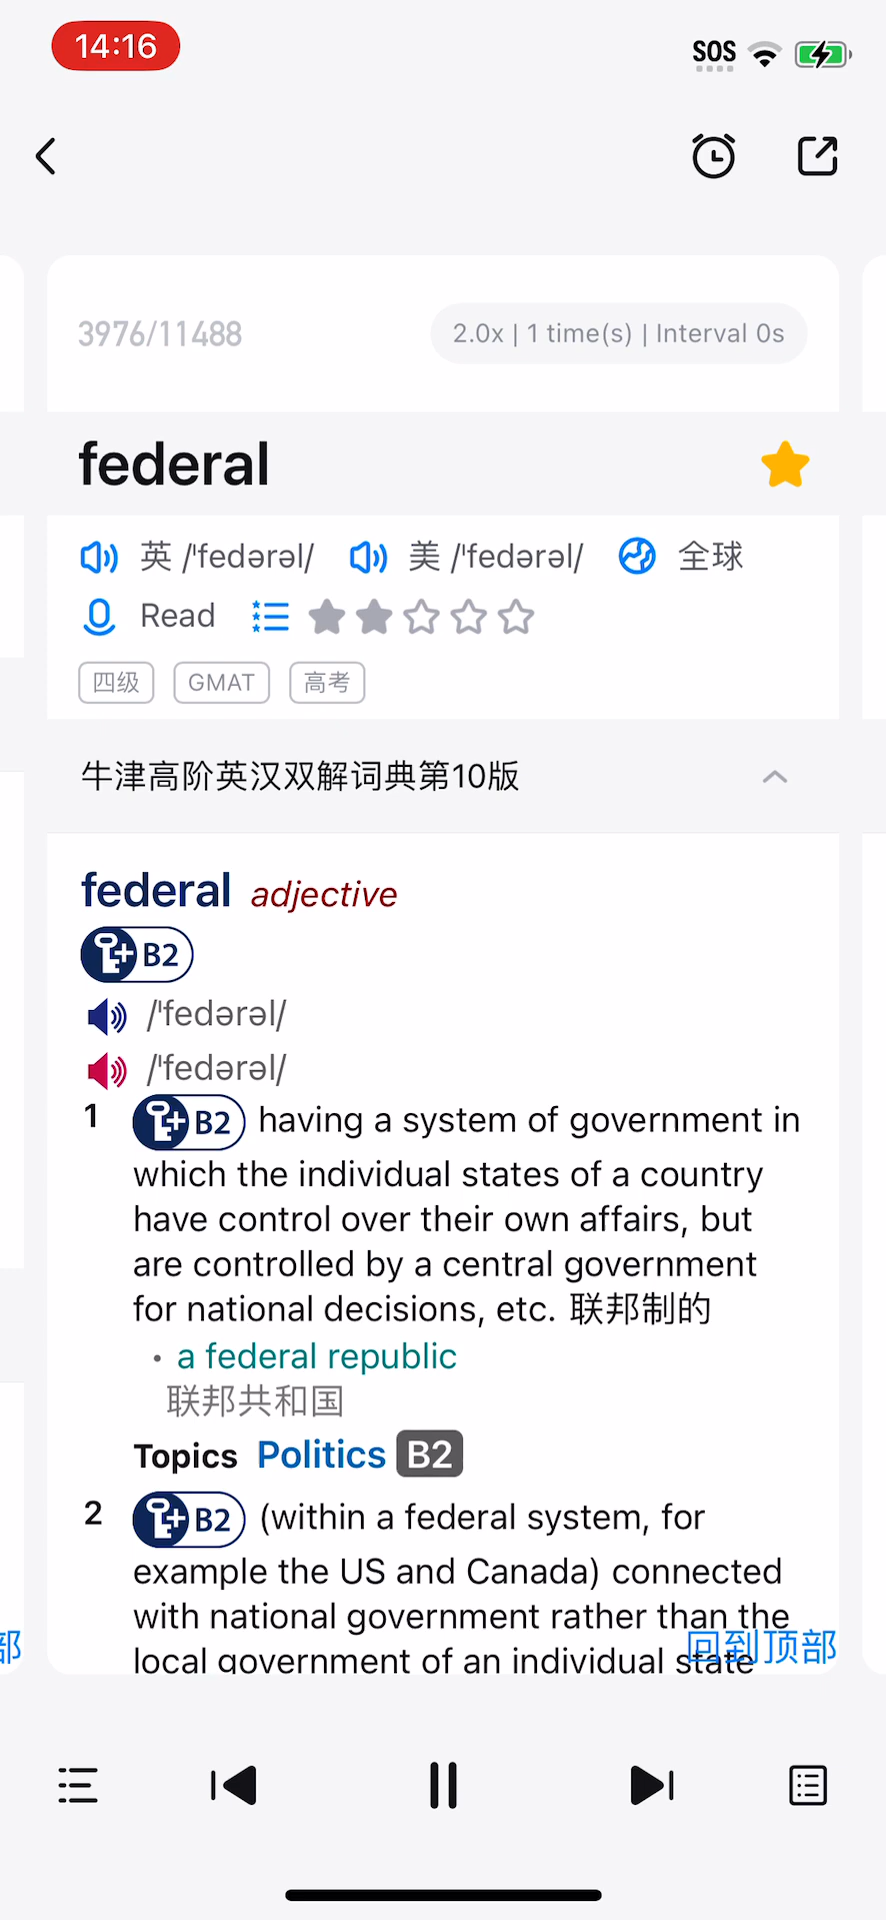 14:16
SOS
3976/11488
2.0x | 1 time(s) | Interval 0s
federal
英 /ˈfedərəl/ 美 /ˈfedərəl/ 全球
Read
四级 GMAT 高考
牛津高阶英汉双解词典第10版
federal adjective
B2
/ˈfedərəl/
/ˈfedərəl/
1 B2 having a system of government in
which the individual states of a country
have control over their own affairs, but
are controlled by a central government
for national decisions, etc. 联邦制的
• a federal republic
联邦共和国
Topics Politics B2
2 B2 (within a federal system, for
example the US and Canada) connected
with national government rather than the
local government of an individual state
部 回到顶部